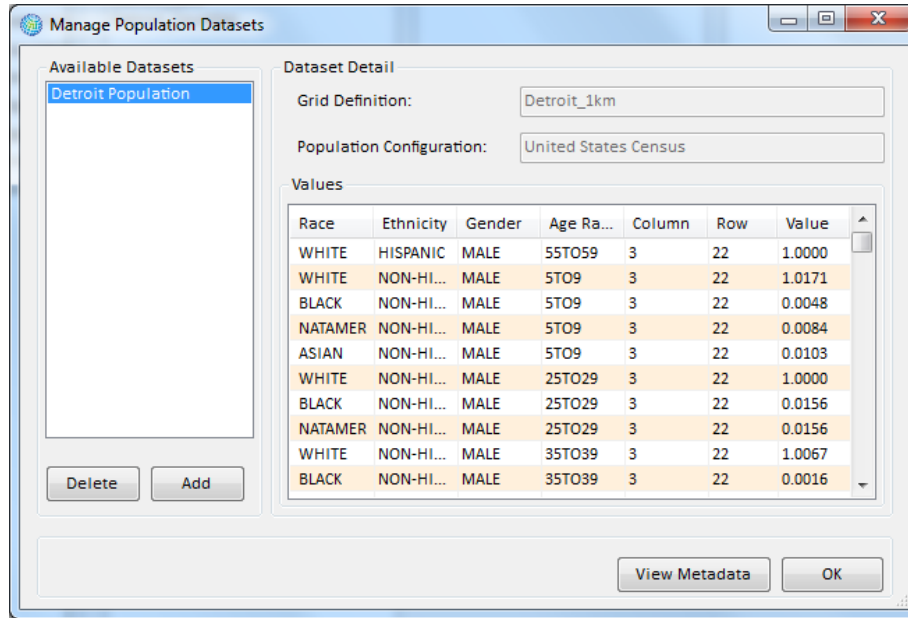 Manage Population Datasets
Available Datasets
Detroit Population
Delete
Add
Dataset Detail
Grid Definition: Detroit_1km
Population Configuration: United States Census
Values
Race Ethnicity Gender Age Ra... Column Row Value
WHITE HISPANIC MALE 55TO59 3 22 1.0000
WHITE NON-HI... MALE 5TO9 3 22 1.0171
BLACK NON-HI... MALE 5TO9 3 22 0.0048
NATAMER NON-HI... MALE 5TO9 3 22 0.0084
ASIAN NON-HI... MALE 5TO9 3 22 0.0103
WHITE NON-HI... MALE 25TO29 3 22 1.0000
BLACK NON-HI... MALE 25TO29 3 22 0.0156
NATAMER NON-HI... MALE 25TO29 3 22 0.0156
WHITE NON-HI... MALE 35TO39 3 22 1.0067
BLACK NON-HI... MALE 35TO39 3 22 0.0016
View Metadata
OK